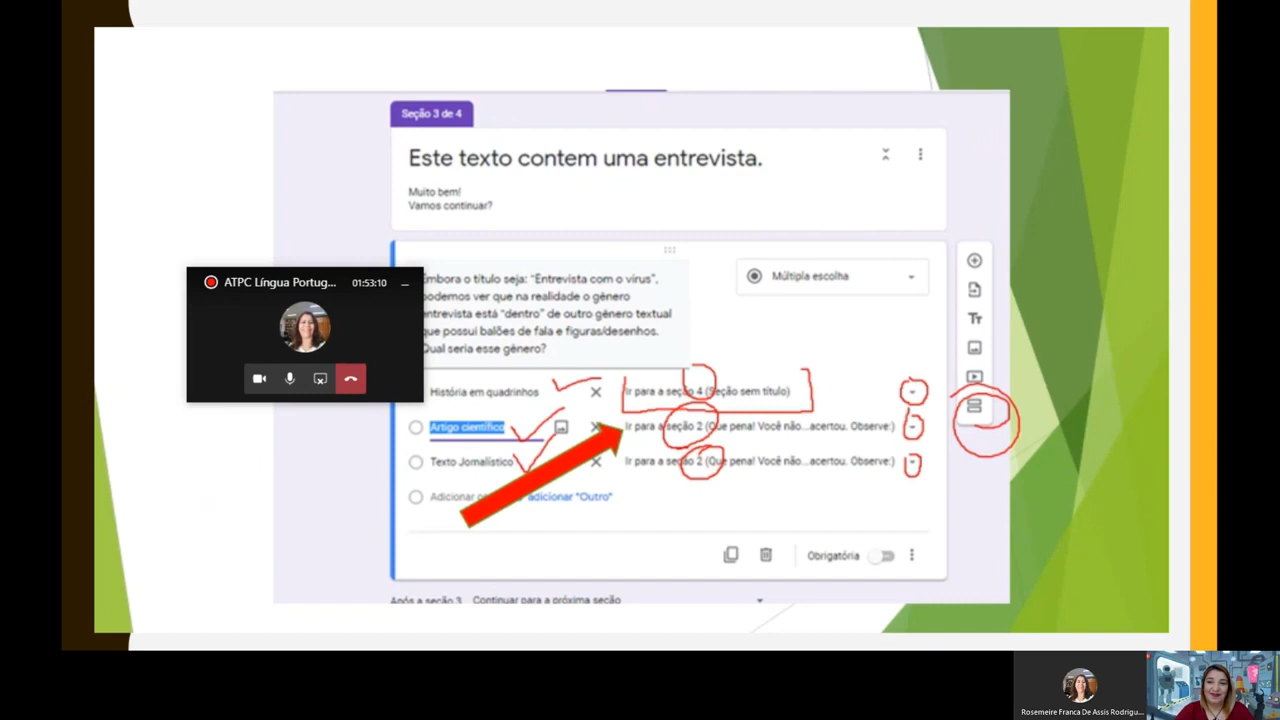 Seção 3 de 4
Este texto contem uma entrevista.
Muito bem!
Vamos continuar?
ATPC Língua Portug... 01:53:10
Embora o título seja: "Entrevista com o vírus",
podemos ver que na realidade o gênero
entrevista está "dentro" de outro gênero textual
que possui balões de fala e figuras/desenhos.
Qual seria esse gênero?
Múltipla escolha
História em quadrinhos Ir para a seção 4 (Seção sem título)
Artigo científico Ir para a seção 2 (Que pena! Você não...acertou. Observe:)
Texto Jornalístico Ir para a seção 2 (Que pena! Você não...acertou. Observe:)
Adicionar adicionar "Outro"
Obrigatória
Após a seção 3 Continuar para a próxima seção
Rosemeire Franca De Assis Rodrigu...